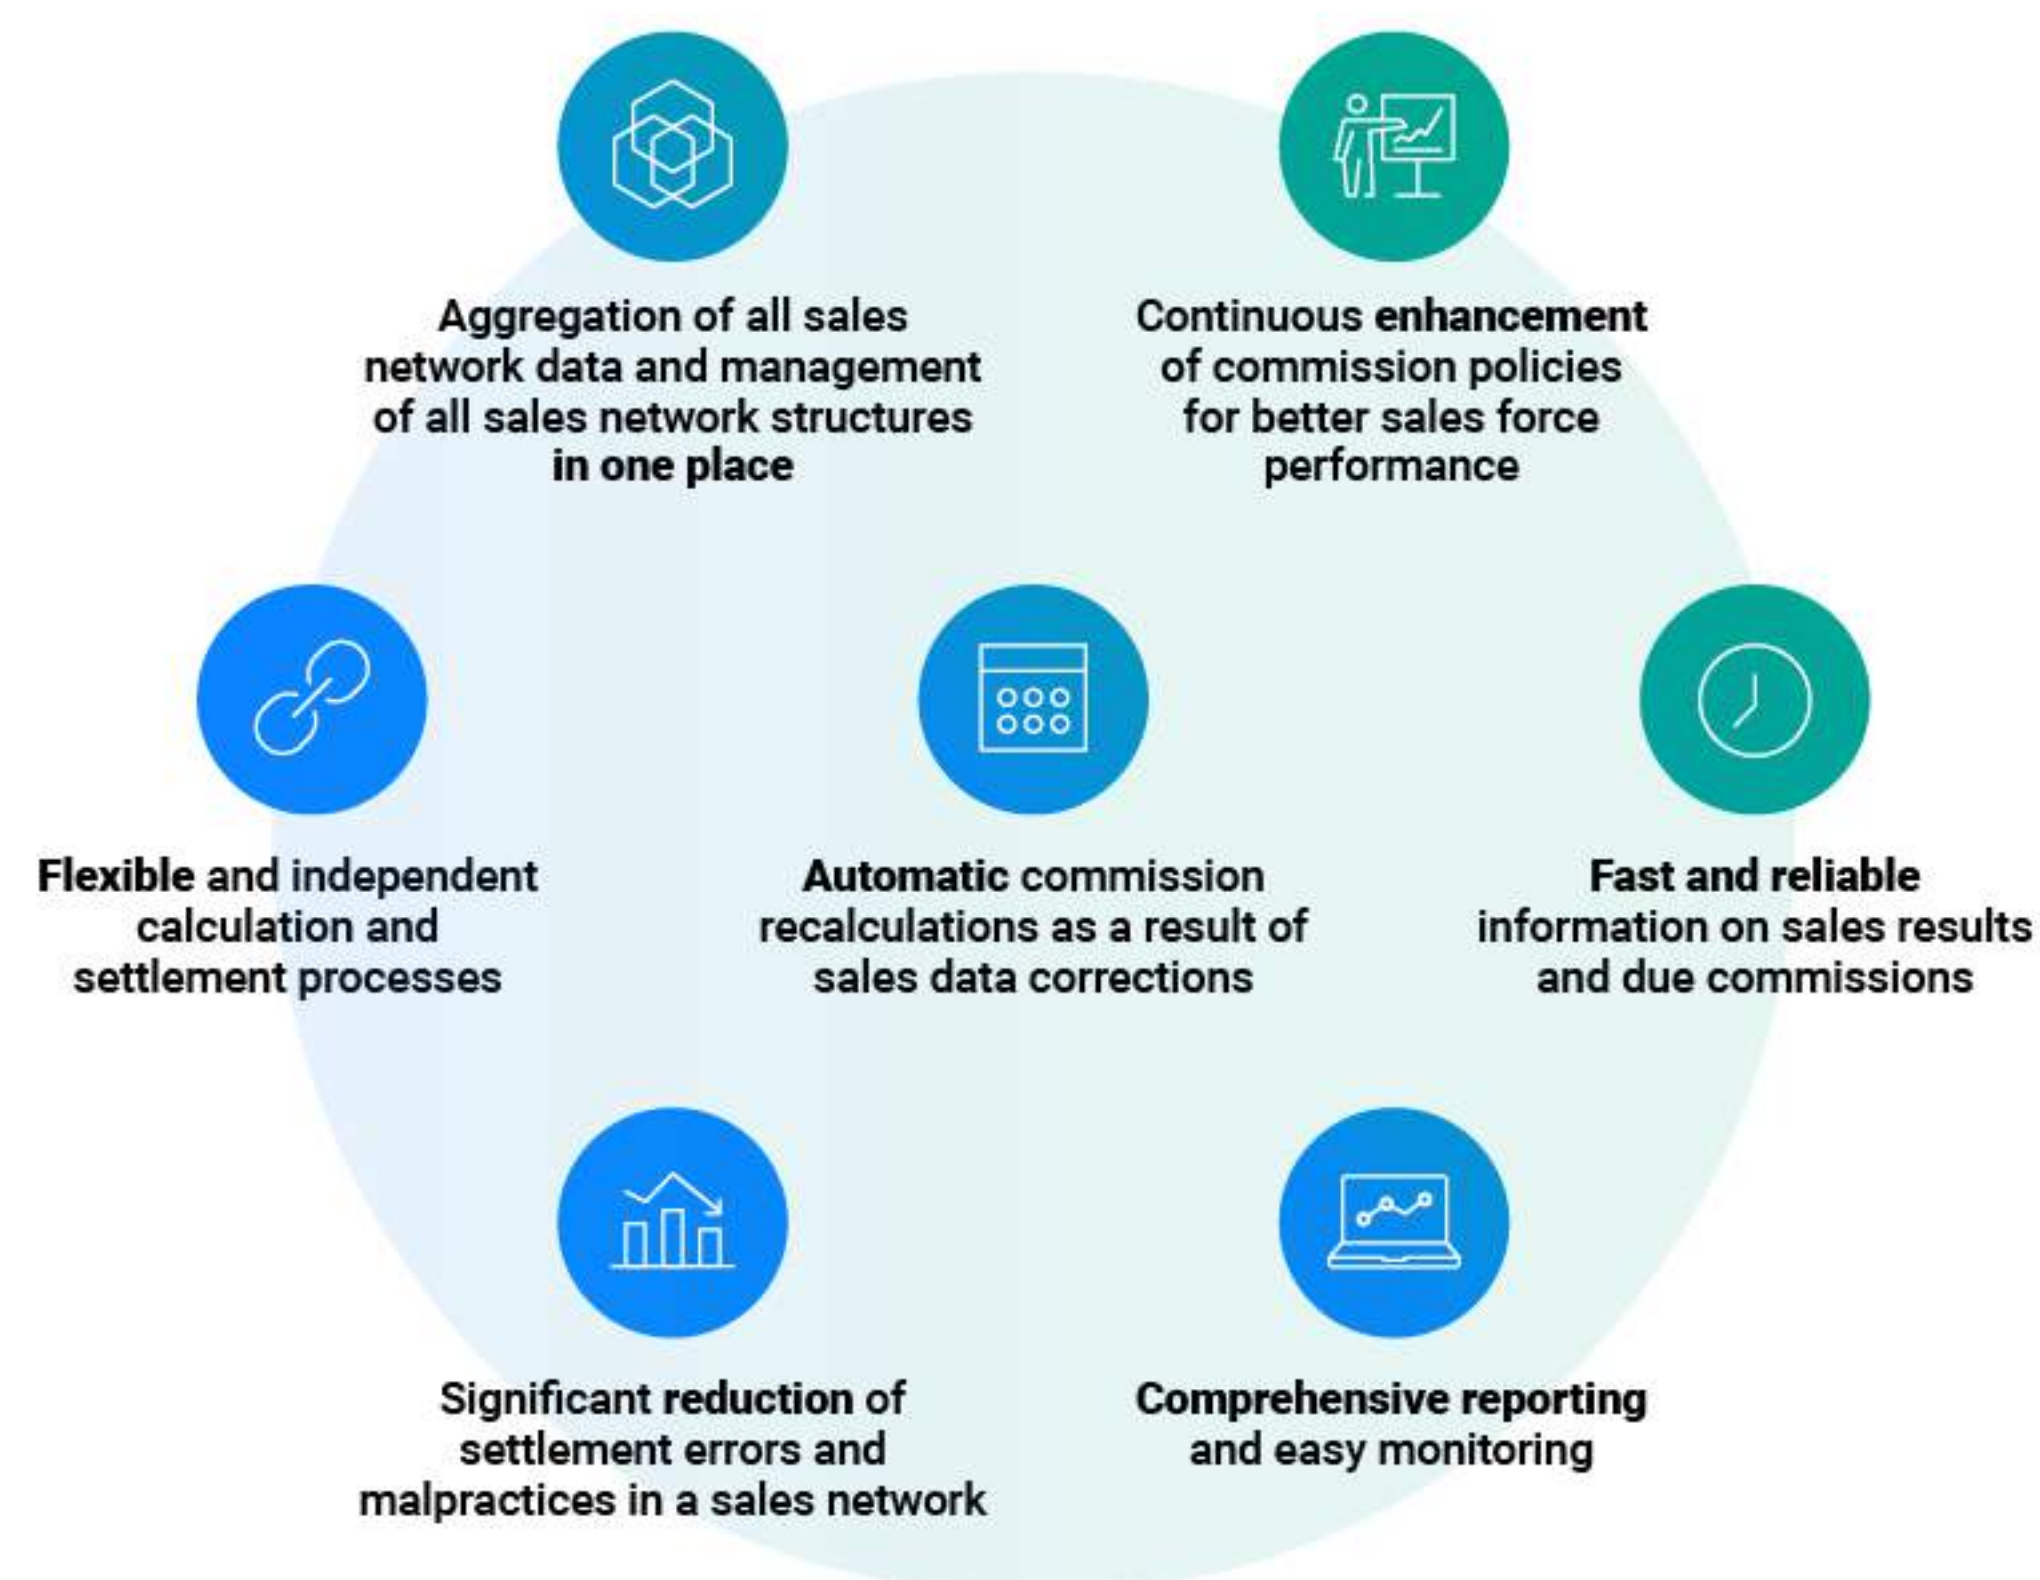 Aggregation of all sales
network data and management
of all sales network structures
in one place
Continuous enhancement
of commission policies
for better sales force
performance
Flexible and independent
calculation and
settlement processes
Automatic commission
recalculations as a result of
sales data corrections
Fast and reliable
information on sales results
and due commissions
Significant reduction of
settlement errors and
malpractices in a sales network
Comprehensive reporting
and easy monitoring